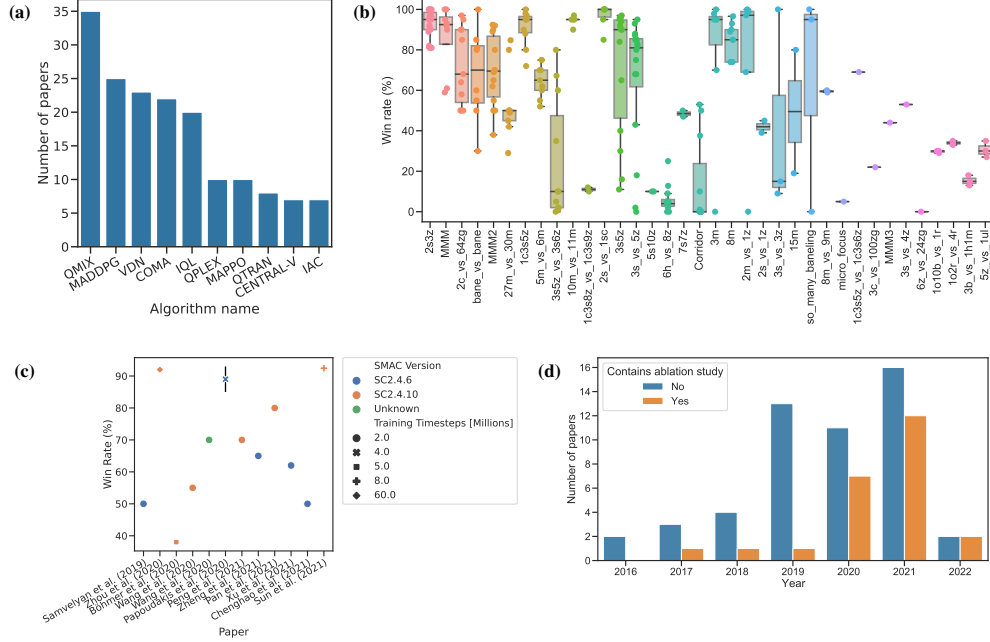 (a)
Number of papers
35
30
25
20
15
10
5
0
QMIX
MADDPG
VDN
COMA
IQL
QPLEX
MAPPO
QTRAN
CENTRAL-V
IAC
Algorithm name
(b)
Win rate (%)
100
80
60
40
20
0
2s3z
MMM
2c_vs_64zg
bane_vs_bane
MMM2
27m_vs_30m
1c3s5z
5m_vs_6m
3s5z_vs_3s6z
10m_vs_11m
1c3s8z_vs_1c3s9z
2s_vs_1sc
3s5z
3s_vs_5z
5s10z
6h_vs_8z
7s7z
Corridor
3m
8m
2m_vs_1z
2s_vs_1z
3s_vs_3z
15m
so_many_baneling
8m_vs_9m
micro_focus
1c3s5z_vs_1c3s6z
3c_vs_100zg
MMM3
3s_vs_4z
6z_vs_24zg
1o10b_vs_1r
1o2r_vs_4r
3b_vs_1h1m
5z_vs_1ul
(c)
Win Rate (%)
90
80
70
60
50
40
Samvelyan et al. (2019)
Zhou et al. (2020)
Böhmer et al. (2020)
Wang et al. (2020)
Wang et al. (2020)
Papoudakis et al. (2020)
Peng et al. (2021)
Zheng et al. (2021)
Pan et al. (2021)
Xu et al. (2021)
Chenghao et al. (2021)
Sun et al. (2021)
Paper
SMAC Version
SC2.4.6
SC2.4.10
Unknown
Training Timesteps [Millions]
2.0
4.0
5.0
8.0
60.0
(d)
Number of papers
16
14
12
10
8
6
4
2
0
Contains ablation study
No
Yes
2016
2017
2018
2019
2020
2021
2022
Year